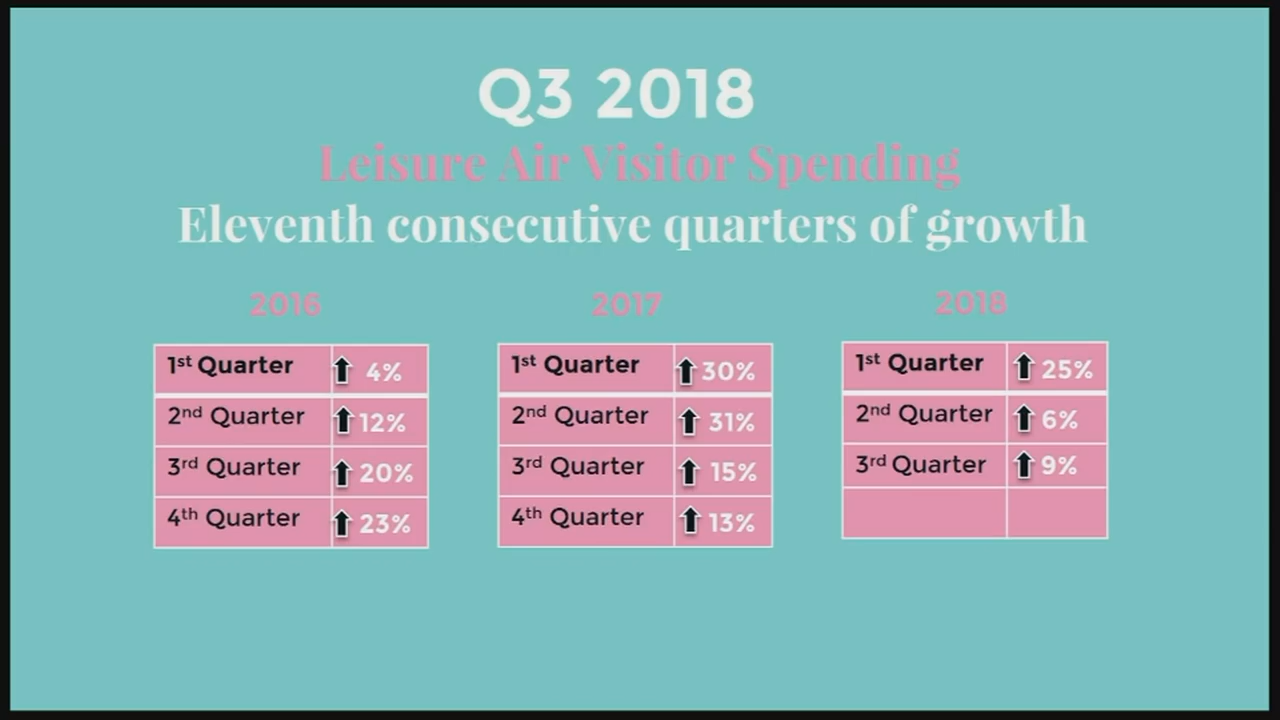 Q3 2018
Leisure Air Visitor Spending
Eleventh consecutive quarters of growth
2016
1st Quarter 4%
2nd Quarter 12%
3rd Quarter 20%
4th Quarter 23%
2017
1st Quarter 30%
2nd Quarter 31%
3rd Quarter 15%
4th Quarter 13%
2018
1st Quarter 25%
2nd Quarter 6%
3rd Quarter 9%